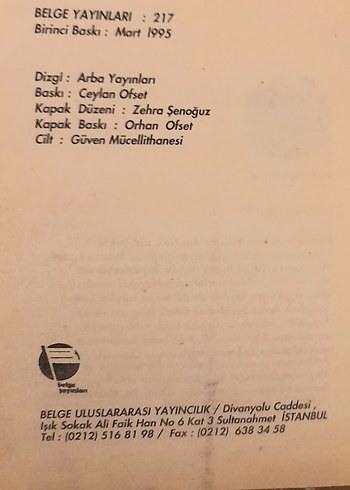 BELGE YAYINLARI : 217
Birinci Baskı : Mart 1995
Dizgi : Arba Yayınları
Baskı : Ceylan Ofset
Kapak Düzeni : Zehra Şenoğuz
Kapak Baskı : Orhan Ofset
Cilt : Güven Mücellithanesi
belge
yayınları
BELGE ULUSLARARASI YAYINCILIK / Divanyolu Caddesi ,
Işık Sokak Ali Faik Han No 6 Kat 3 Sultanahmet İSTANBUL
Tel : (0212) 516 81 98 / Fax : (0212) 638 34 58